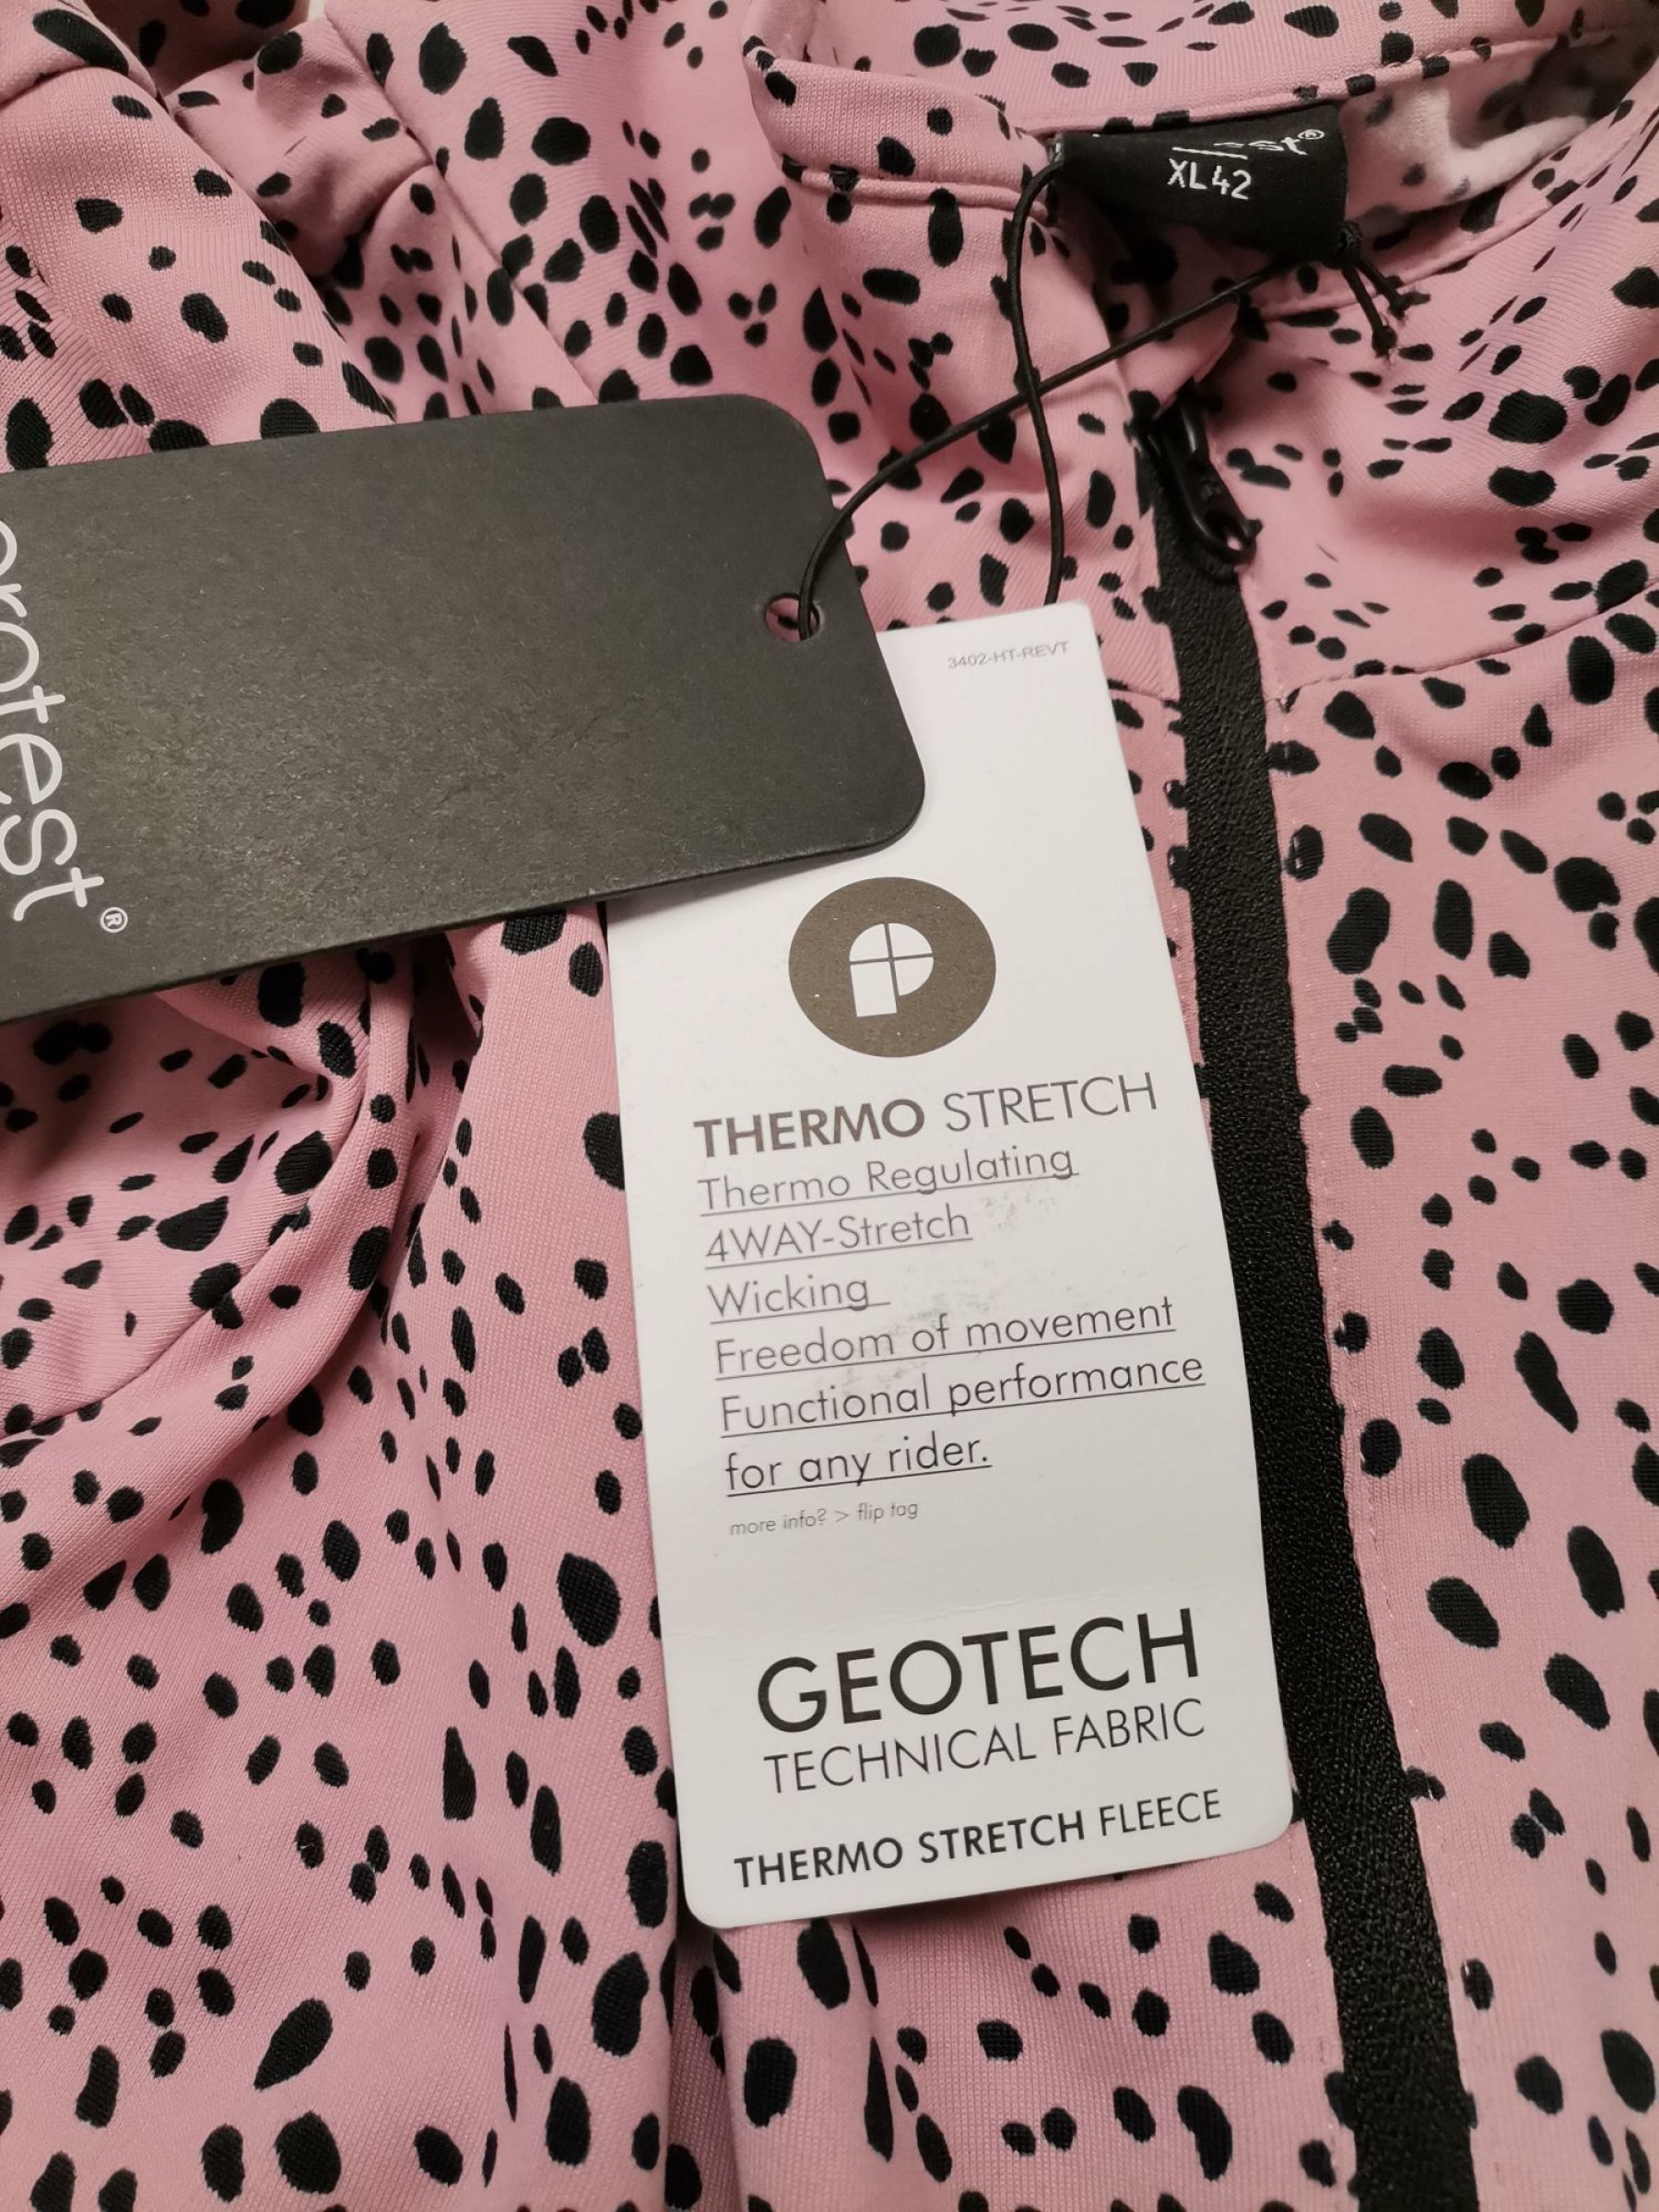 XL42
protest®
3402-HT-REVT
THERMO STRETCH
Thermo Regulating
4WAY-Stretch
Wicking
Freedom of movement
Functional performance
for any rider.
more info? > flip tag
GEOTECH
TECHNICAL FABRIC
THERMO STRETCH FLEECE